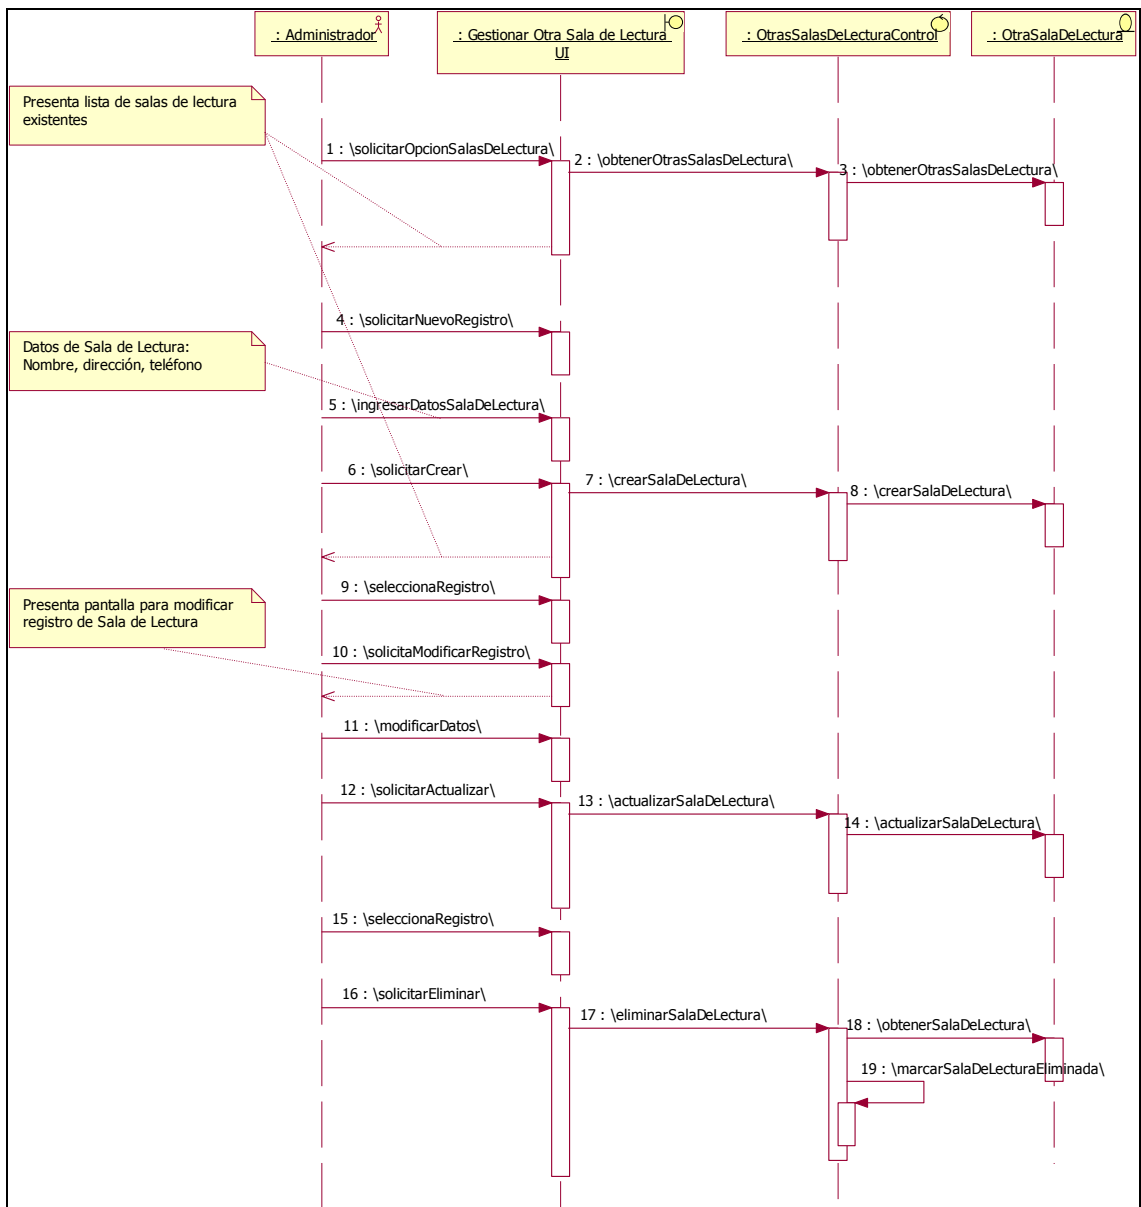 : Administrador
: Gestionar Otra Sala de Lectura
UI
: OtrasSalasDeLecturaControl
: OtraSalaDeLectura
Presenta lista de salas de lectura
existentes
1 : \solicitarOpcionSalasDeLectura\
2 : \obtenerOtrasSalasDeLectura\
3 : \obtenerOtrasSalasDeLectura\
4 : \solicitarNuevoRegistro\
Datos de Sala de Lectura:
Nombre, dirección, teléfono
5 : \ingresarDatosSalaDeLectura\
6 : \solicitarCrear\
7 : \crearSalaDeLectura\
8 : \crearSalaDeLectura\
9 : \seleccionaRegistro\
Presenta pantalla para modificar
registro de Sala de Lectura
10 : \solicitaModificarRegistro\
11 : \modificarDatos\
12 : \solicitarActualizar\
13 : \actualizarSalaDeLectura\
14 : \actualizarSalaDeLectura\
15 : \seleccionaRegistro\
16 : \solicitarEliminar\
17 : \eliminarSalaDeLectura\
18 : \obtenerSalaDeLectura\
19 : \marcarSalaDeLecturaEliminada\